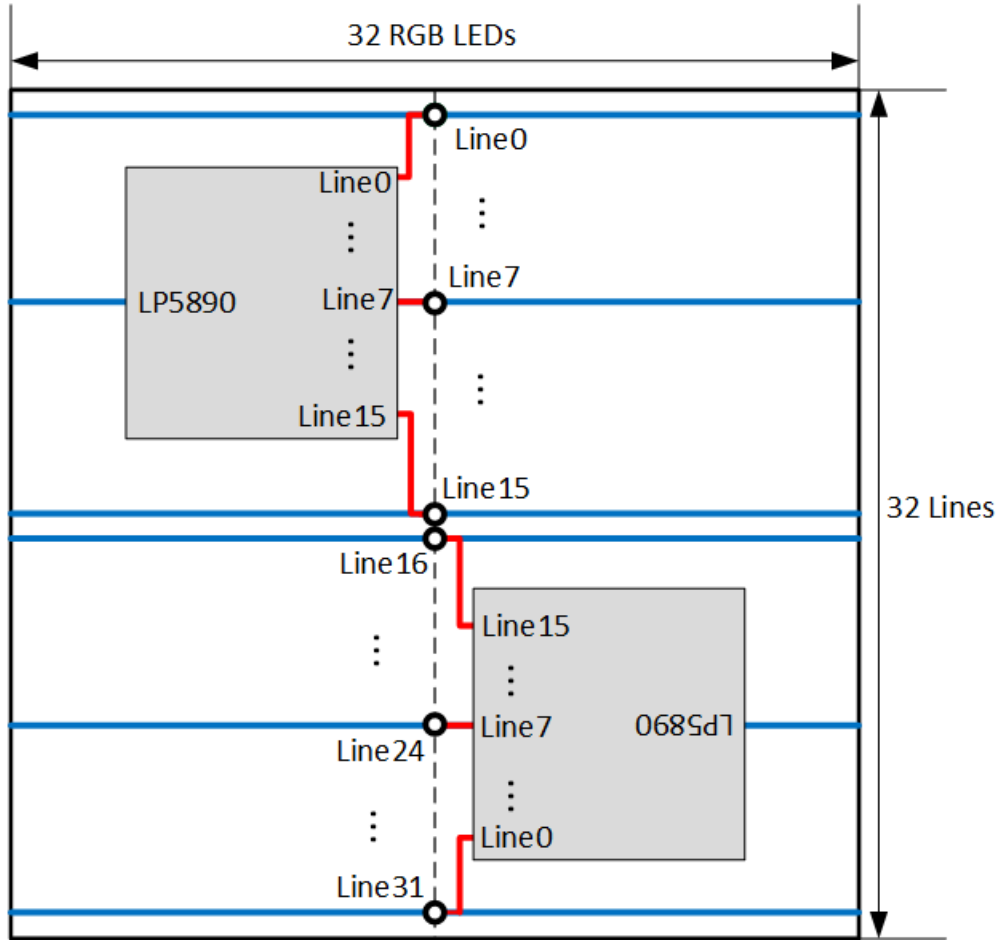 32 RGB LEDs
Line0
Line0
⋮
⋮
Line7
LP5890
Line7
⋮
⋮
Line15
Line15
32 Lines
Line16
Line15
⋮
⋮
Line7
LP5890
Line24
⋮
⋮
Line0
Line31